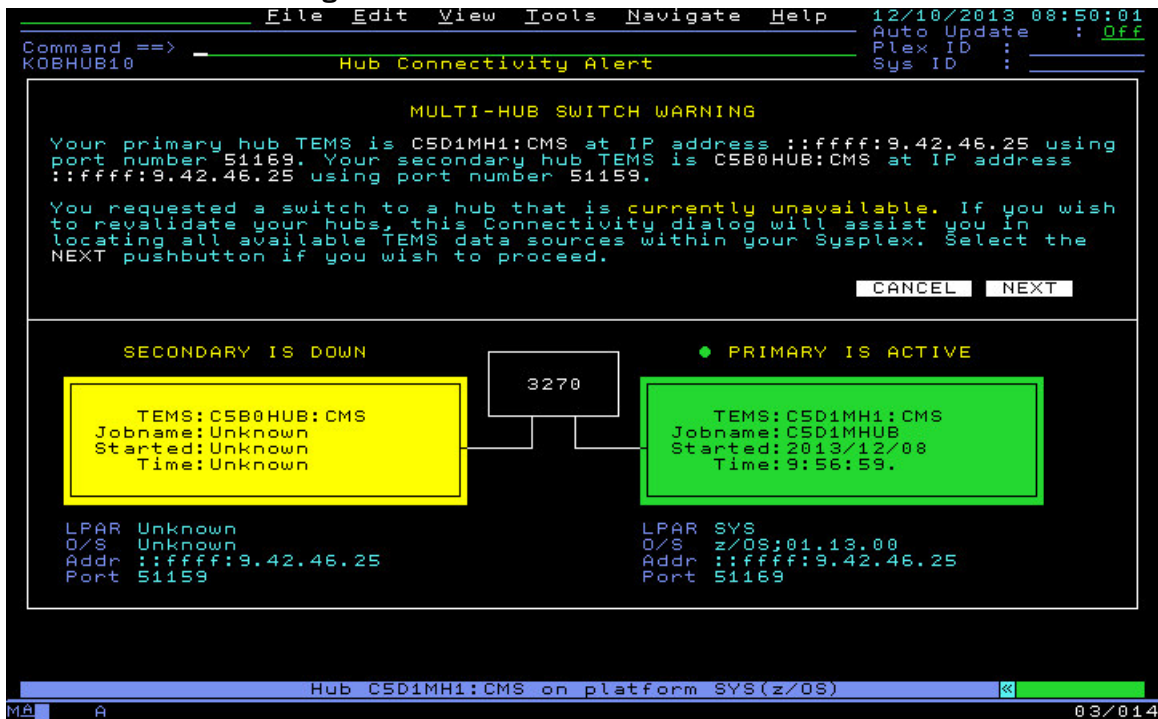 File Edit View Tools Navigate Help 12/10/2013 08:50:01
Auto Update : Off
Command ==> _ Plex ID :
KOBHUB10 Hub Connectivity Alert Sys ID :
MULTI-HUB SWITCH WARNING
Your primary hub TEMS is C5D1MH1:CMS at IP address ::ffff:9.42.46.25 using
port number 51169. Your secondary hub TEMS is C5B0HUB:CMS at IP address
::ffff:9.42.46.25 using port number 51159.
You requested a switch to a hub that is currently unavailable. If you wish
to revalidate your hubs, this Connectivity dialog will assist you in
locating all available TEMS data sources within your Sysplex. Select the
NEXT pushbutton if you wish to proceed.
CANCEL NEXT
SECONDARY IS DOWN
PRIMARY IS ACTIVE
3270
TEMS:C5B0HUB:CMS
Jobname:Unknown
Started:Unknown
Time:Unknown
TEMS:C5D1MH1:CMS
Jobname:C5D1MHUB
Started:2013/12/08
Time:9:56:59.
LPAR Unknown
O/S Unknown
Addr ::ffff:9.42.46.25
Port 51159
LPAR SYS
O/S z/OS;01.13.00
Addr ::ffff:9.42.46.25
Port 51169
Hub C5D1MH1:CMS on platform SYS(z/OS) «
MA A 03/014